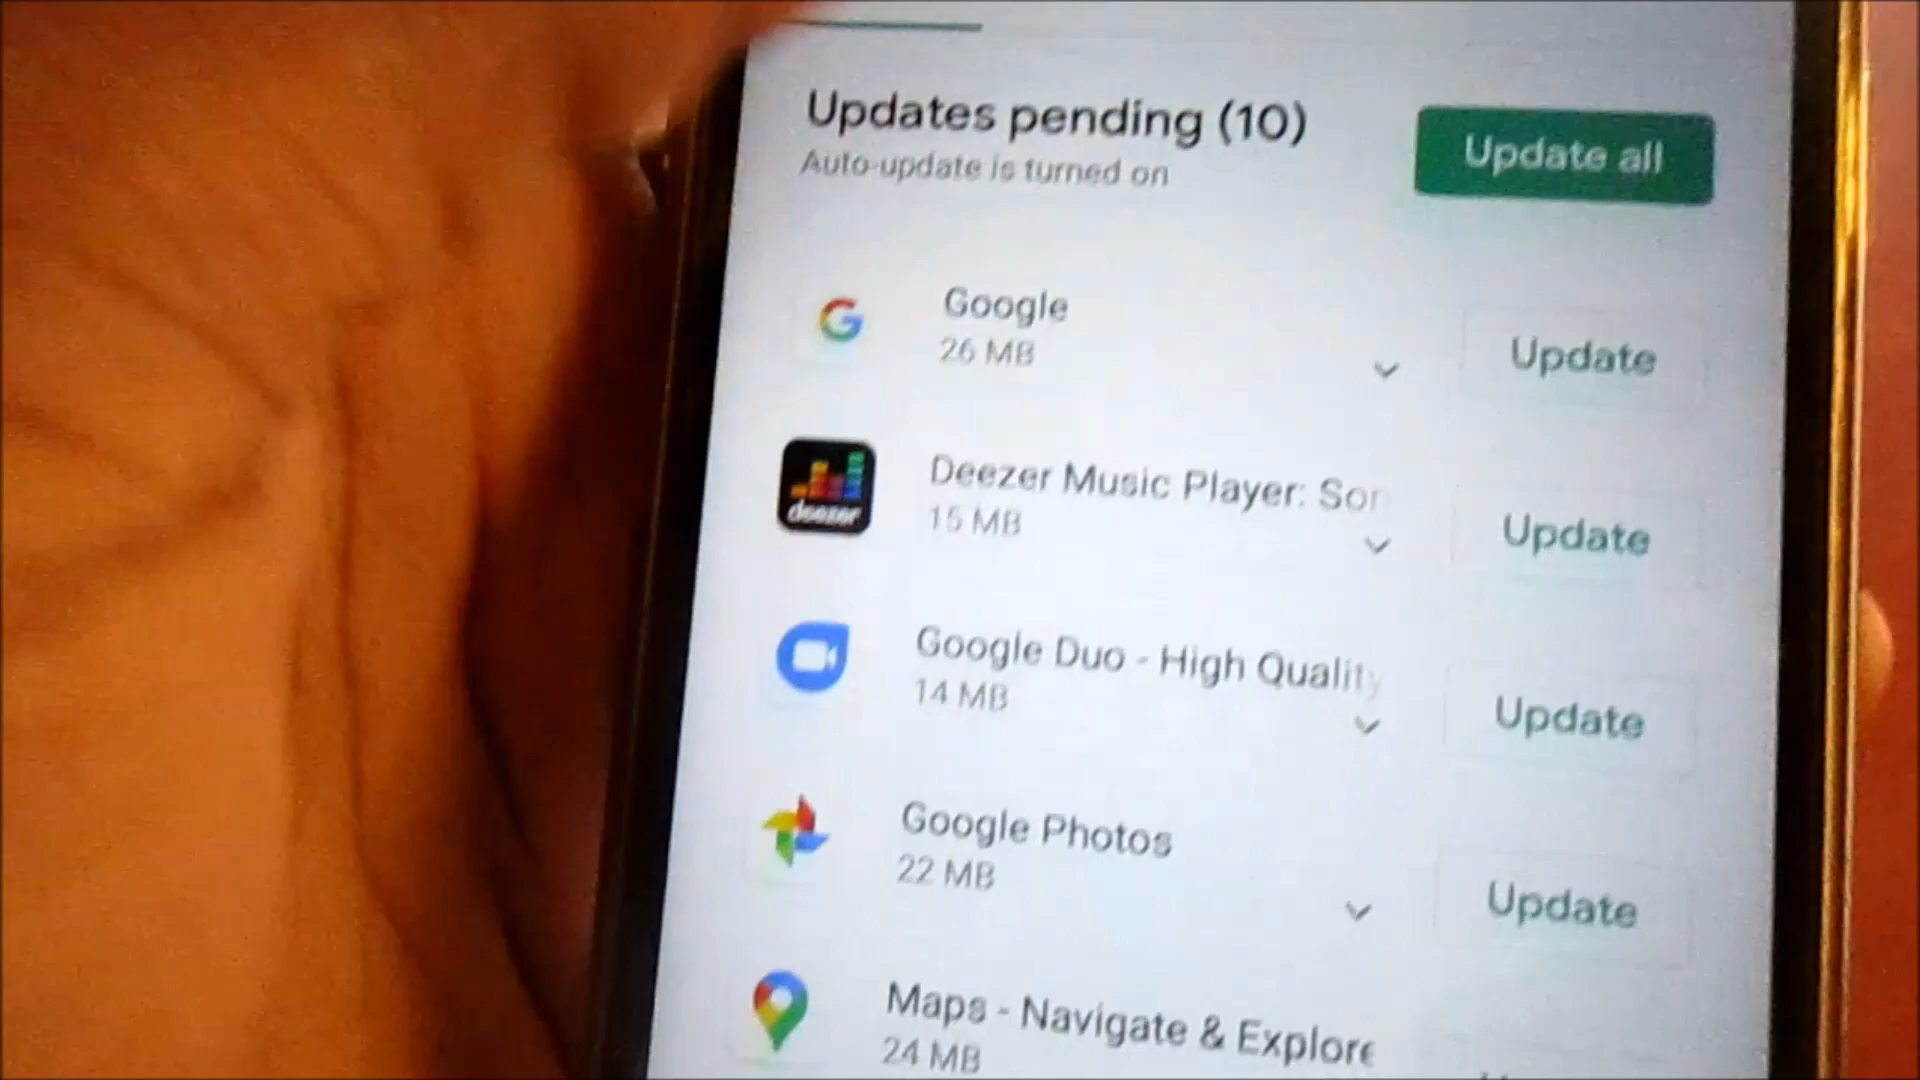 Updates pending (10)
Update all
Auto-update is turned on
Google
26 MB
Update
deezer
Deezer Music Player: Son
15 MB
Update
Google Duo - High Quality
14 MB
Update
Google Photos
22 MB
Update
Maps - Navigate & Explore
24 MB